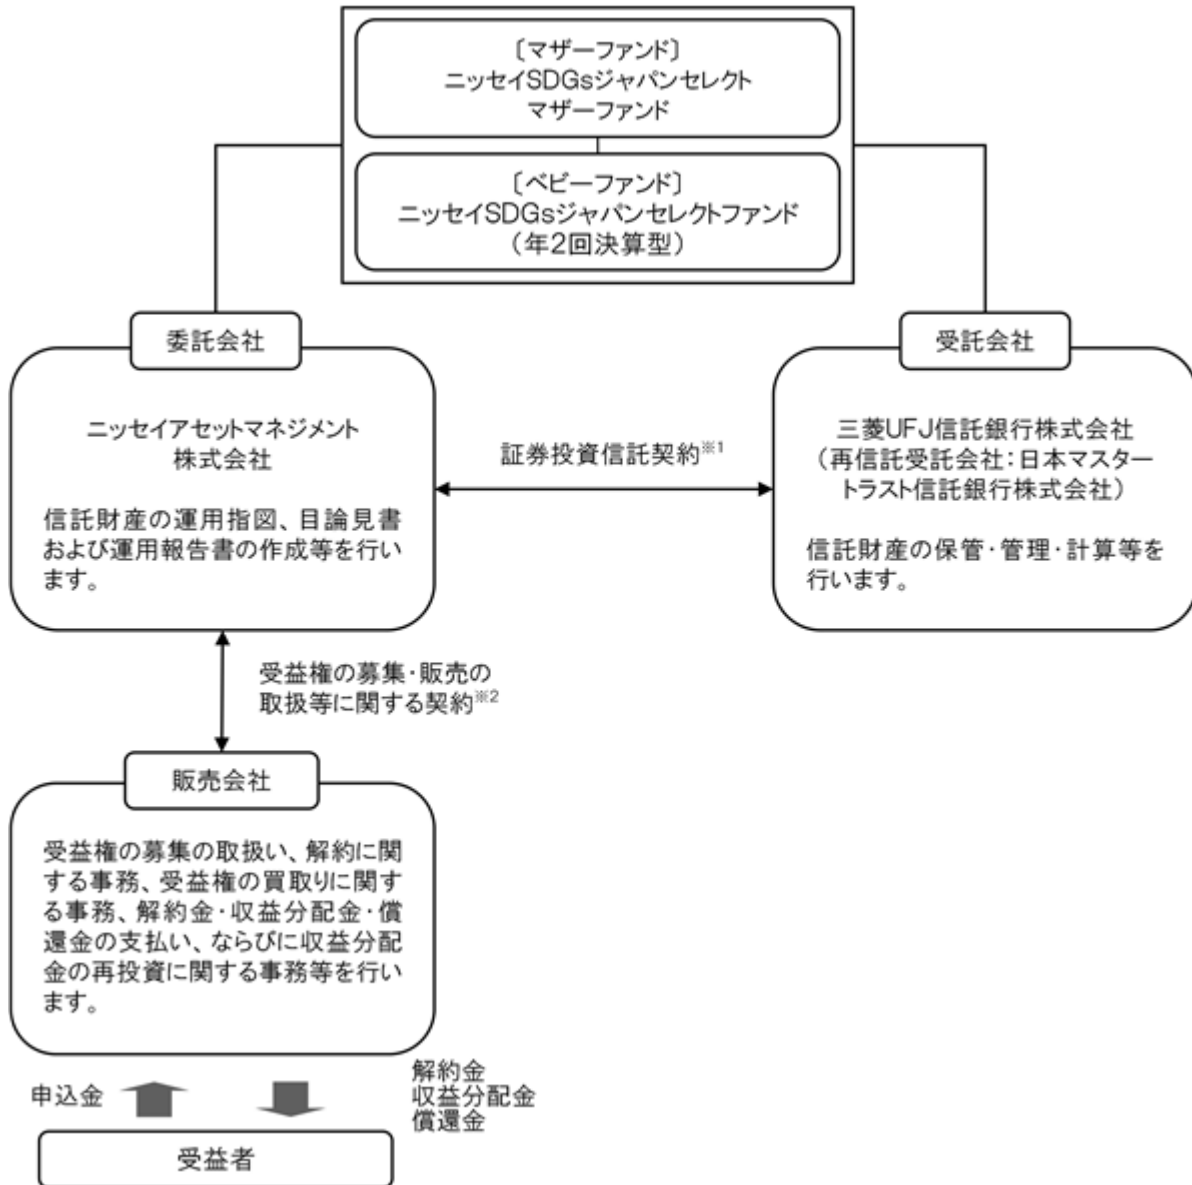 〔マザーファンド〕
ニッセイSDGsジャパンセレクト
マザーファンド
〔ベビーファンド〕
ニッセイSDGsジャパンセレクトファンド
（年2回決算型）
委託会社
ニッセイアセットマネジメント
株式会社
信託財産の運用指図、目論見書
および運用報告書の作成等を行い
ます。
証券投資信託契約※1
受託会社
三菱UFJ信託銀行株式会社
（再信託受託会社：日本マスター
トラスト信託銀行株式会社）
信託財産の保管・管理・計算等を
行います。
受益権の募集・販売の
取扱等に関する契約※2
販売会社
受益権の募集の取扱い、解約に関
する事務、受益権の買取りに関す
る事務、解約金・収益分配金・償
還金の支払い、ならびに収益分配
金の再投資に関する事務等を行い
ます。
申込金
解約金
収益分配金
償還金
受益者